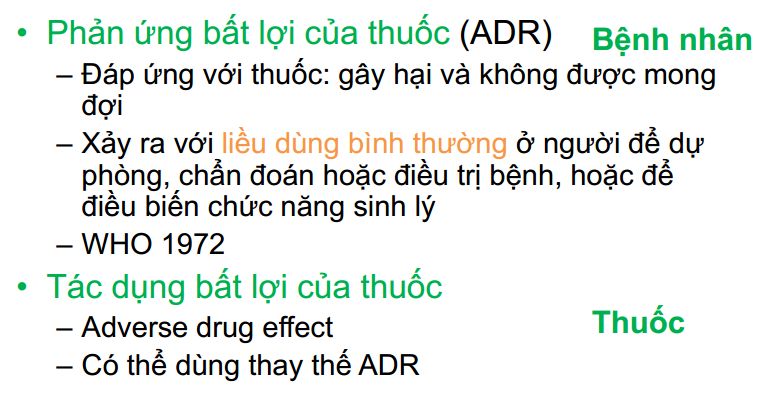 • Phản ứng bất lợi của thuốc (ADR) Bệnh nhân
– Đáp ứng với thuốc: gây hại và không được mong
đợi
– Xảy ra với liều dùng bình thường ở người để dự
phòng, chẩn đoán hoặc điều trị bệnh, hoặc để
điều biến chức năng sinh lý
– WHO 1972
• Tác dụng bất lợi của thuốc
Thuốc
– Adverse drug effect
– Có thể dùng thay thế ADR